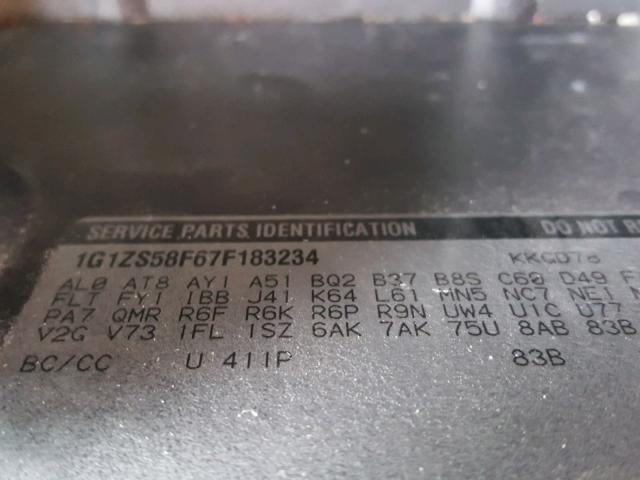 SERVICE PARTS IDENTIFICATION DO NOT
1G1ZS58F67F183234
AL0 AT8 AY1 A51 BQ2 B37 B8S C60 D49
FLT FY1 1BB J41 K64 L61 MN5 NC7 NE1
PA7 QMR R6F R6K R6P R9N UW4 U1C U77
V2G V73 1FL 1SZ 6AK 7AK 75U 8AB 83B
BC/CC U 411P 83B